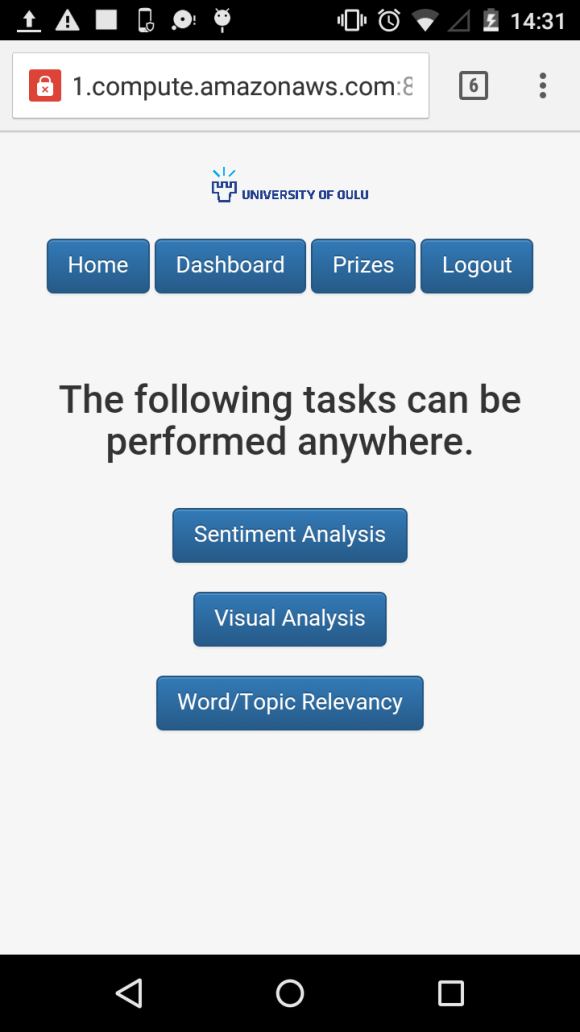 14:31
1.compute.amazonaws.com:8
6
UNIVERSITY OF OULU
Home Dashboard Prizes Logout
The following tasks can be
performed anywhere.
Sentiment Analysis
Visual Analysis
Word/Topic Relevancy